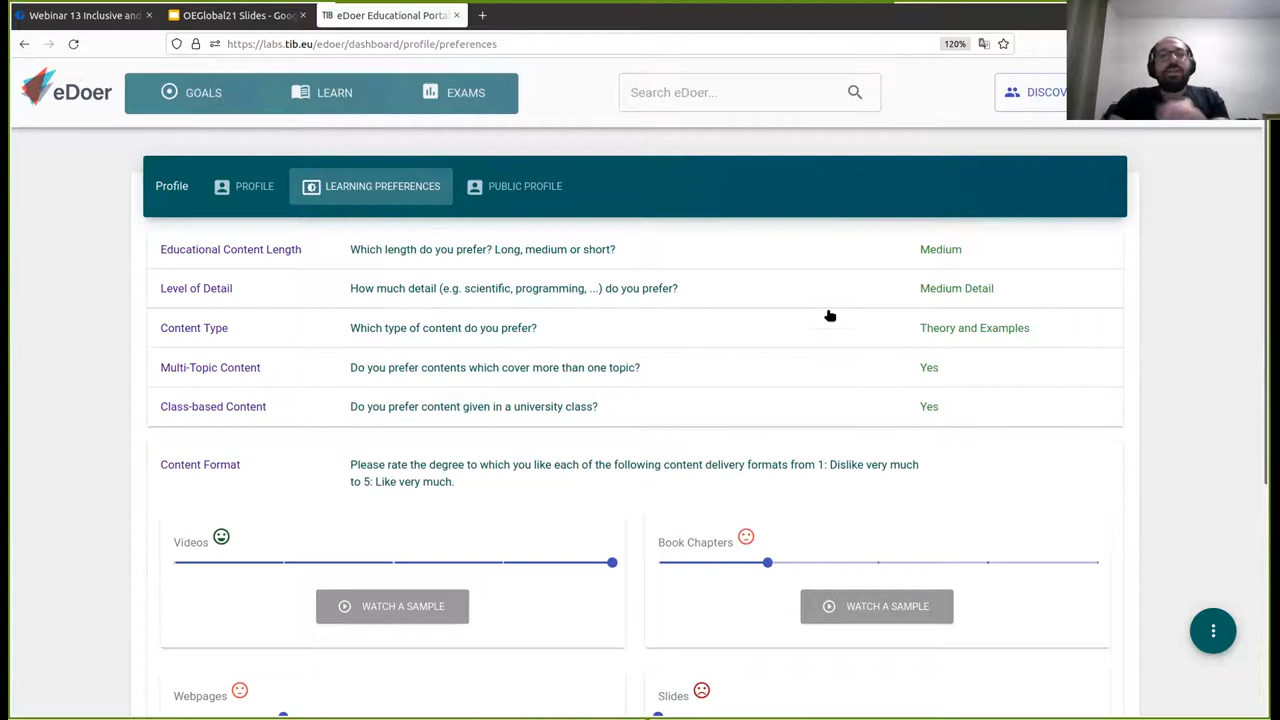 Webinar 13 Inclusive and
OEGlobal21 Slides - Goog
TIB eDoer Educational Portal
https://labs.tib.eu/edoer/dashboard/profile/preferences
120%
eDoer
GOALS
LEARN
EXAMS
Search eDoer...
DISCOV
Profile
PROFILE
LEARNING PREFERENCES
PUBLIC PROFILE
Educational Content Length Which length do you prefer? Long, medium or short? Medium
Level of Detail How much detail (e.g. scientific, programming, ...) do you prefer? Medium Detail
Content Type Which type of content do you prefer? Theory and Examples
Multi-Topic Content Do you prefer contents which cover more than one topic? Yes
Class-based Content Do you prefer content given in a university class? Yes
Content Format Please rate the degree to which you like each of the following content delivery formats from 1: Dislike very much
to 5: Like very much.
Videos
Book Chapters
WATCH A SAMPLE
WATCH A SAMPLE
Webpages
Slides